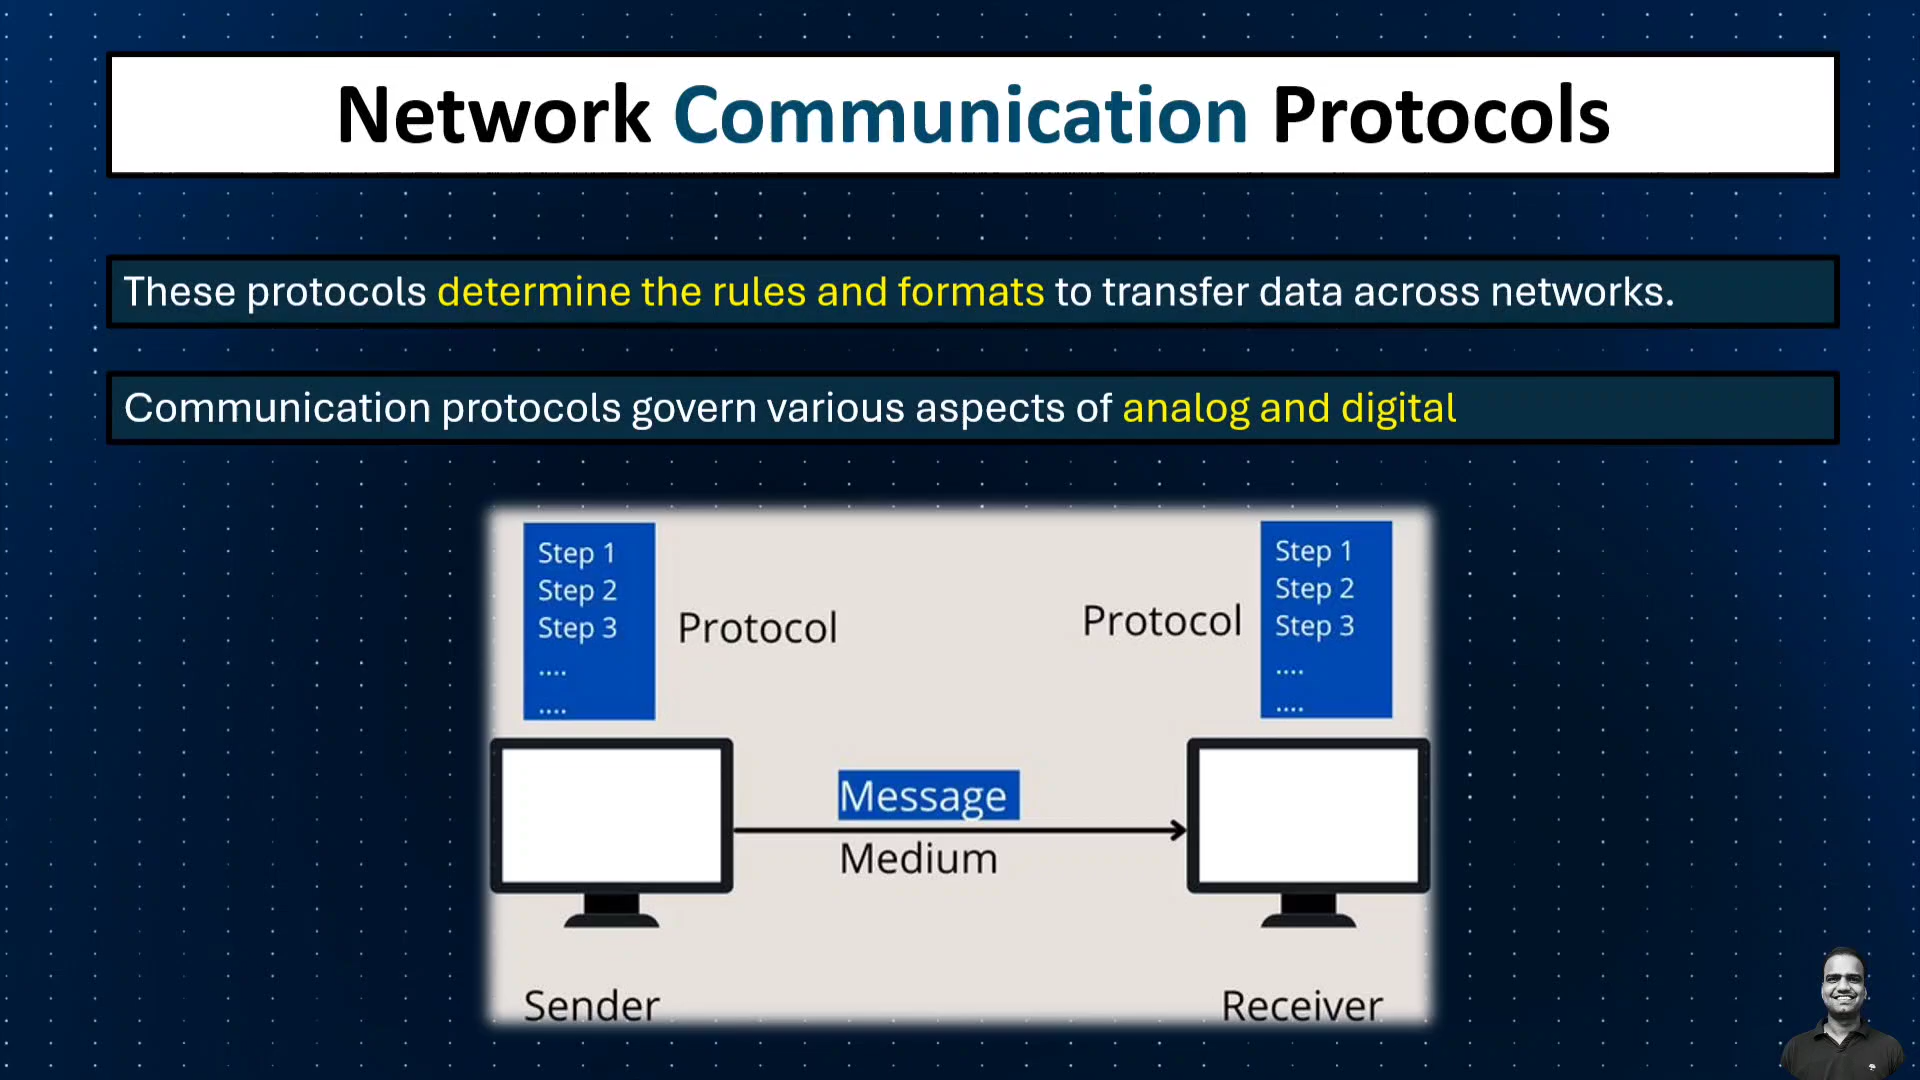 Network Communication Protocols
These protocols determine the rules and formats to transfer data across networks.
Communication protocols govern various aspects of analog and digital
Step 1
Step 2
Step 3
....
....
Protocol
Protocol
Step 1
Step 2
Step 3
....
....
Message
Medium
Sender
Receiver